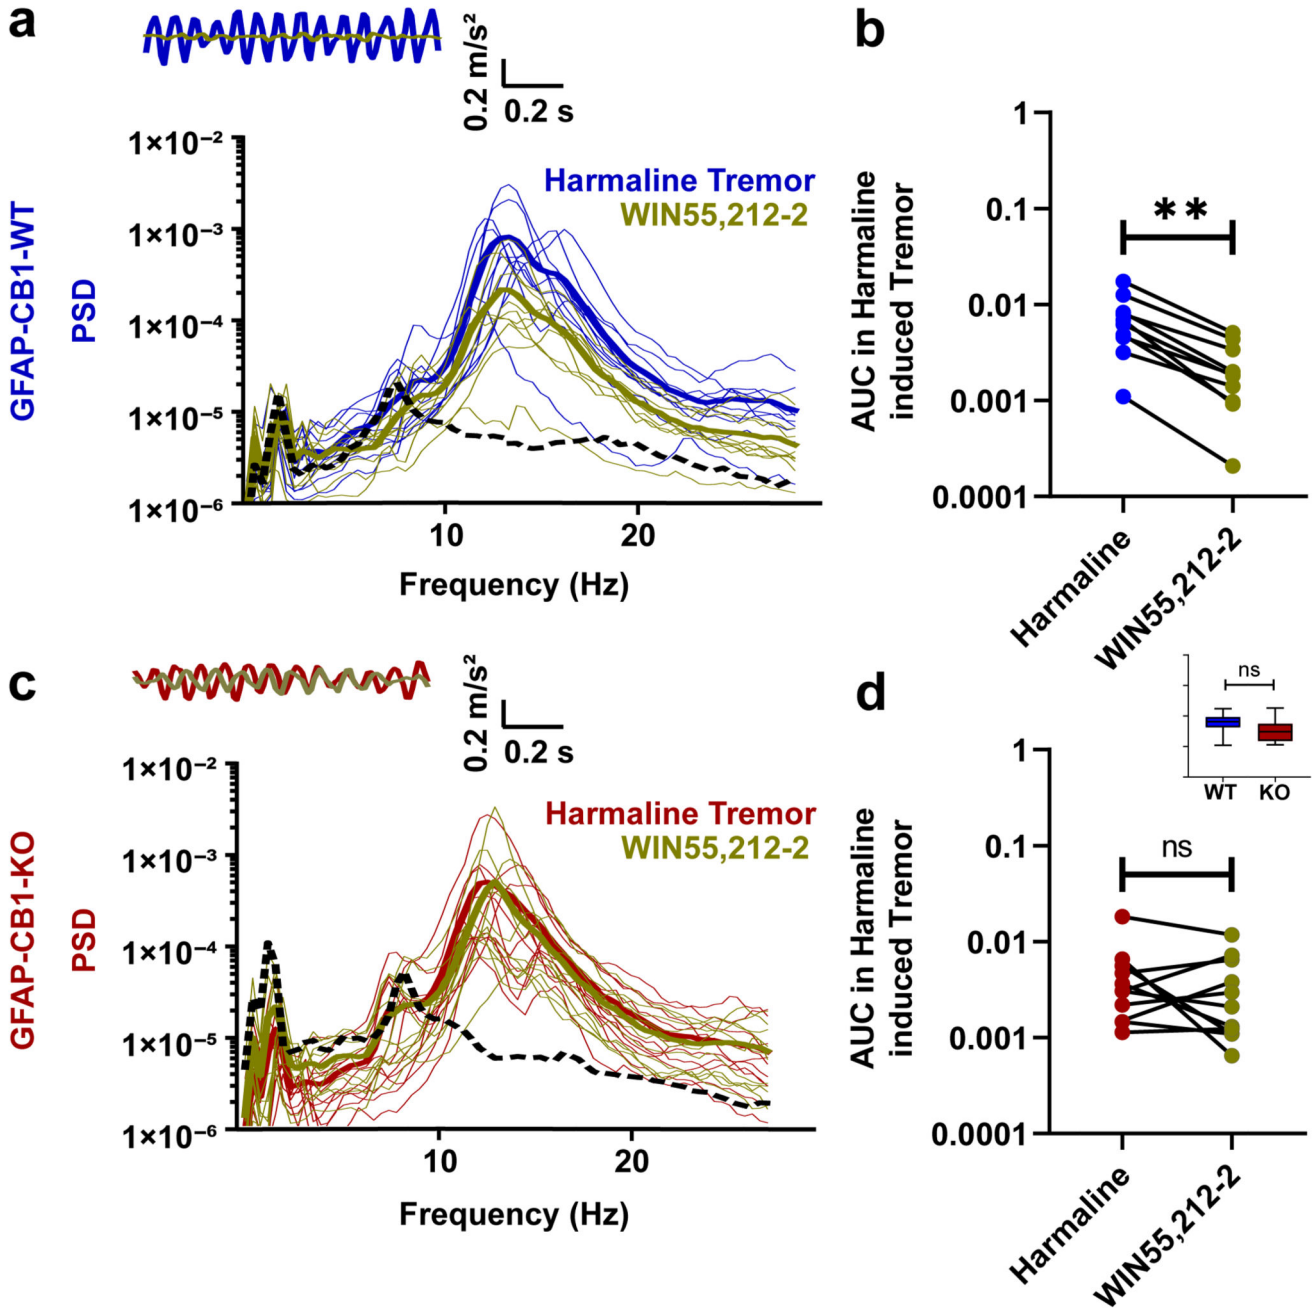 a
0.2 m/s²
0.2 s
GFAP-CB1-WT
PSD
1×10⁻²
1×10⁻³
1×10⁻⁴
1×10⁻⁵
1×10⁻⁶
Harmaline Tremor
WIN55,212-2
10
20
Frequency (Hz)
b
AUC in Harmaline
induced Tremor
1
0.1
0.01
0.001
0.0001
**
Harmaline
WIN55,212-2
c
0.2 m/s²
0.2 s
GFAP-CB1-KO
PSD
1×10⁻²
1×10⁻³
1×10⁻⁴
1×10⁻⁵
1×10⁻⁶
Harmaline Tremor
WIN55,212-2
10
20
Frequency (Hz)
d
ns
WT
KO
AUC in Harmaline
induced Tremor
1
0.1
0.01
0.001
0.0001
ns
Harmaline
WIN55,212-2